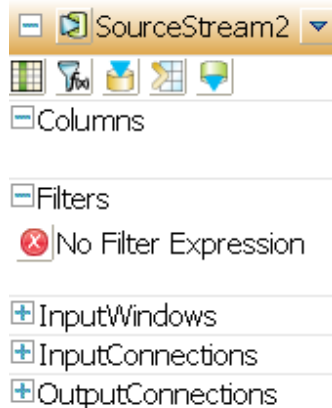 SourceStream2
Columns
Filters
No Filter Expression
InputWindows
InputConnections
OutputConnections